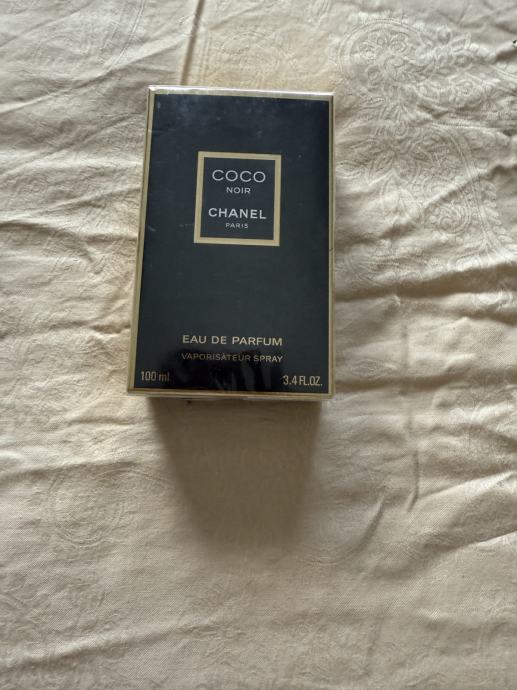 COCO
NOIR
CHANEL
PARIS
EAU DE PARFUM
VAPORISATEUR SPRAY
100 ml
3.4 FL.OZ.